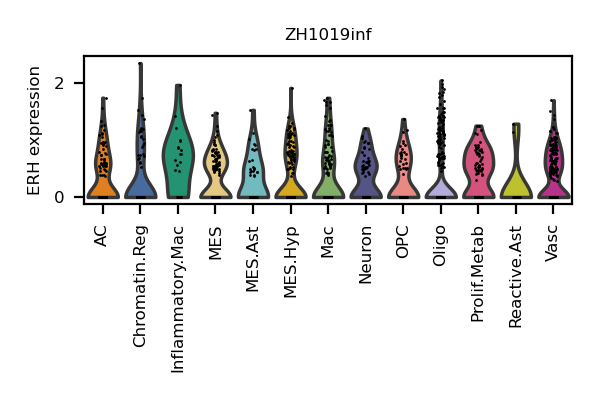 ZH1019inf
ERH expression
2
0
AC
Chromatin.Reg
Inflammatory.Mac
MES
MES.Ast
MES.Hyp
Mac
Neuron
OPC
Oligo
Prolif.Metab
Reactive.Ast
Vasc